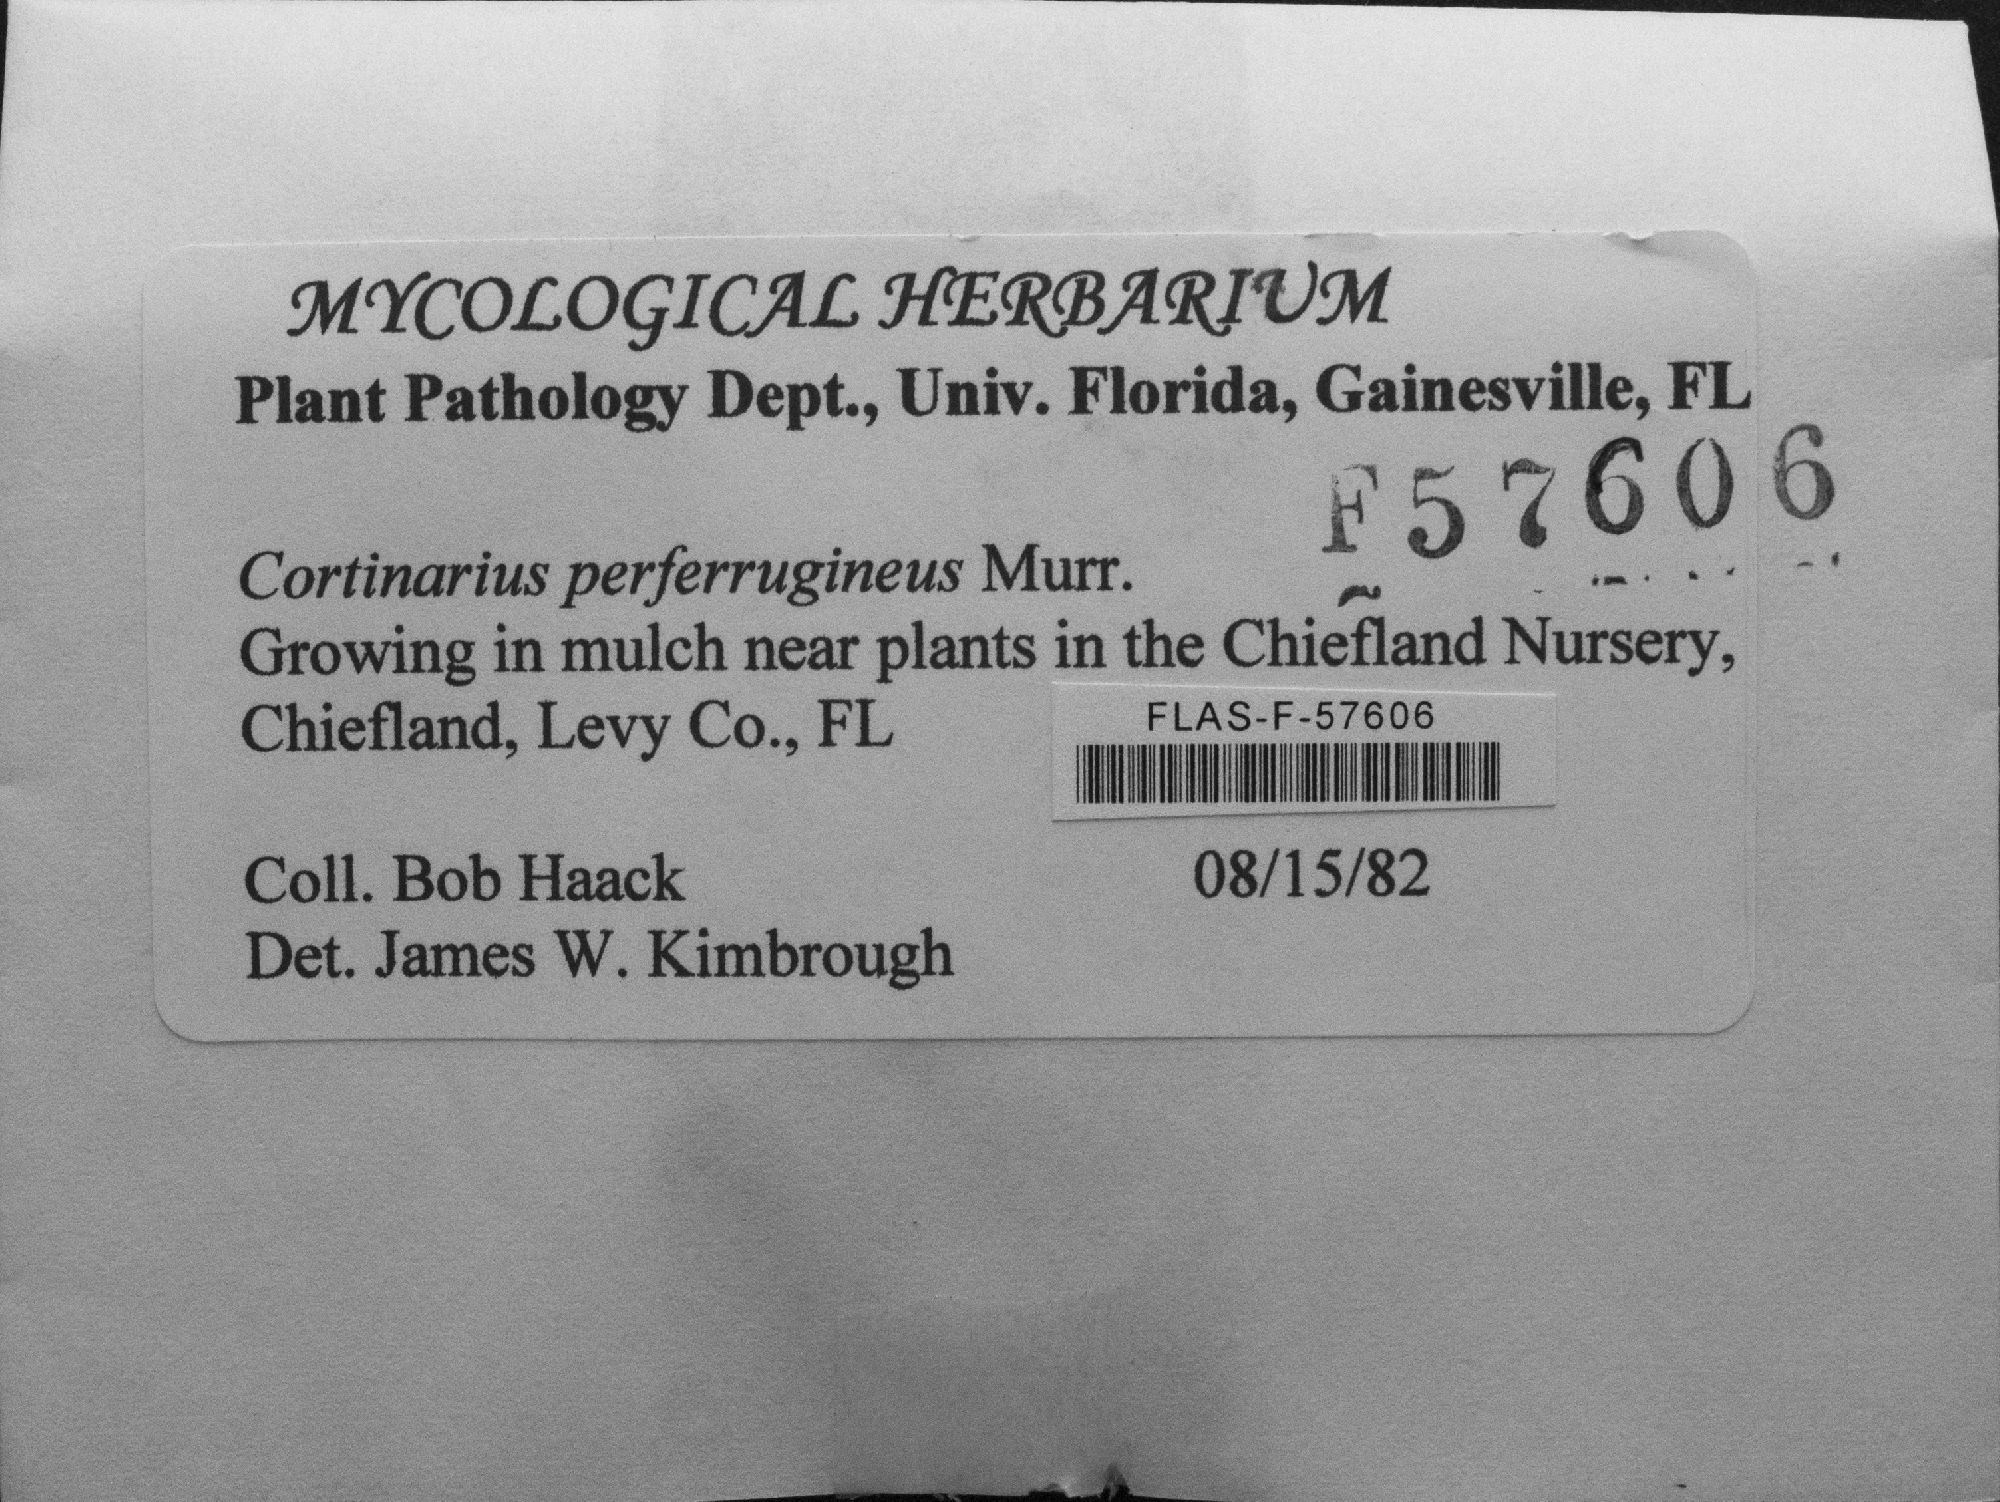 MYCOLOGICAL HERBARIUM
Plant Pathology Dept., Univ. Florida, Gainesville, FL
F57606
Cortinarius perferrugineus Murr.
Growing in mulch near plants in the Chiefland Nursery,
Chiefland, Levy Co., FL
FLAS-F-57606
Coll. Bob Haack 08/15/82
Det. James W. Kimbrough